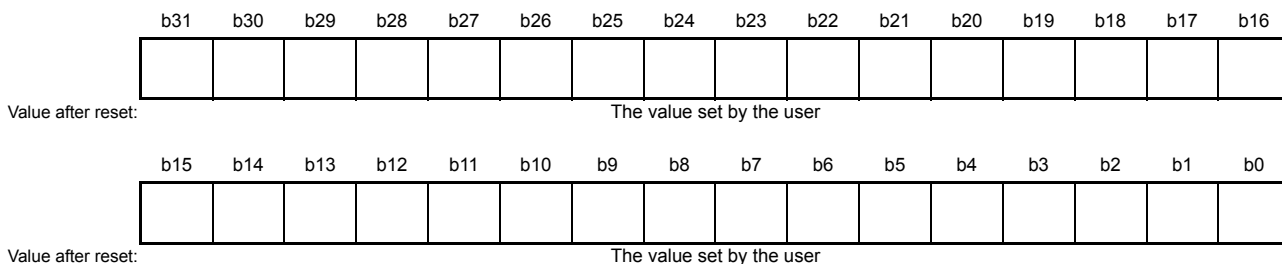 b31 b30 b29 b28 b27 b26 b25 b24 b23 b22 b21 b20 b19 b18 b17 b16
Value after reset: The value set by the user
b15 b14 b13 b12 b11 b10 b9 b8 b7 b6 b5 b4 b3 b2 b1 b0
Value after reset: The value set by the user